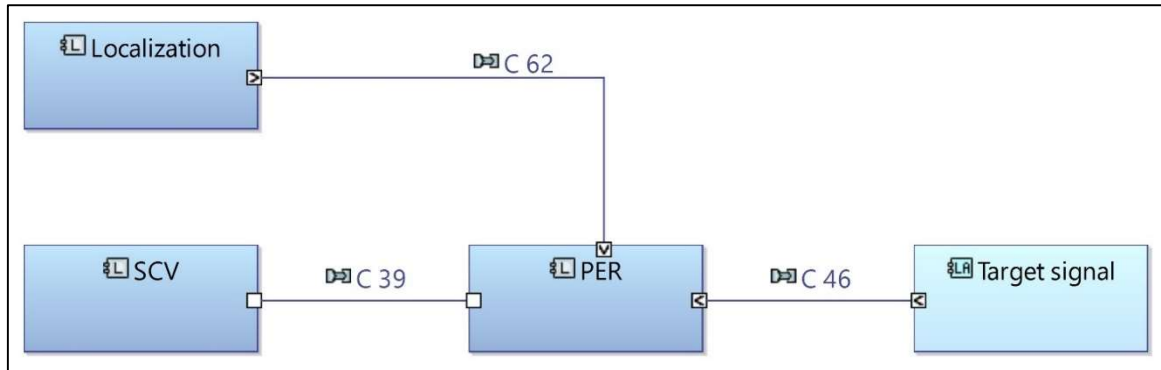 Localization
C 62
SCV
C 39
PER
C 46
Target signal